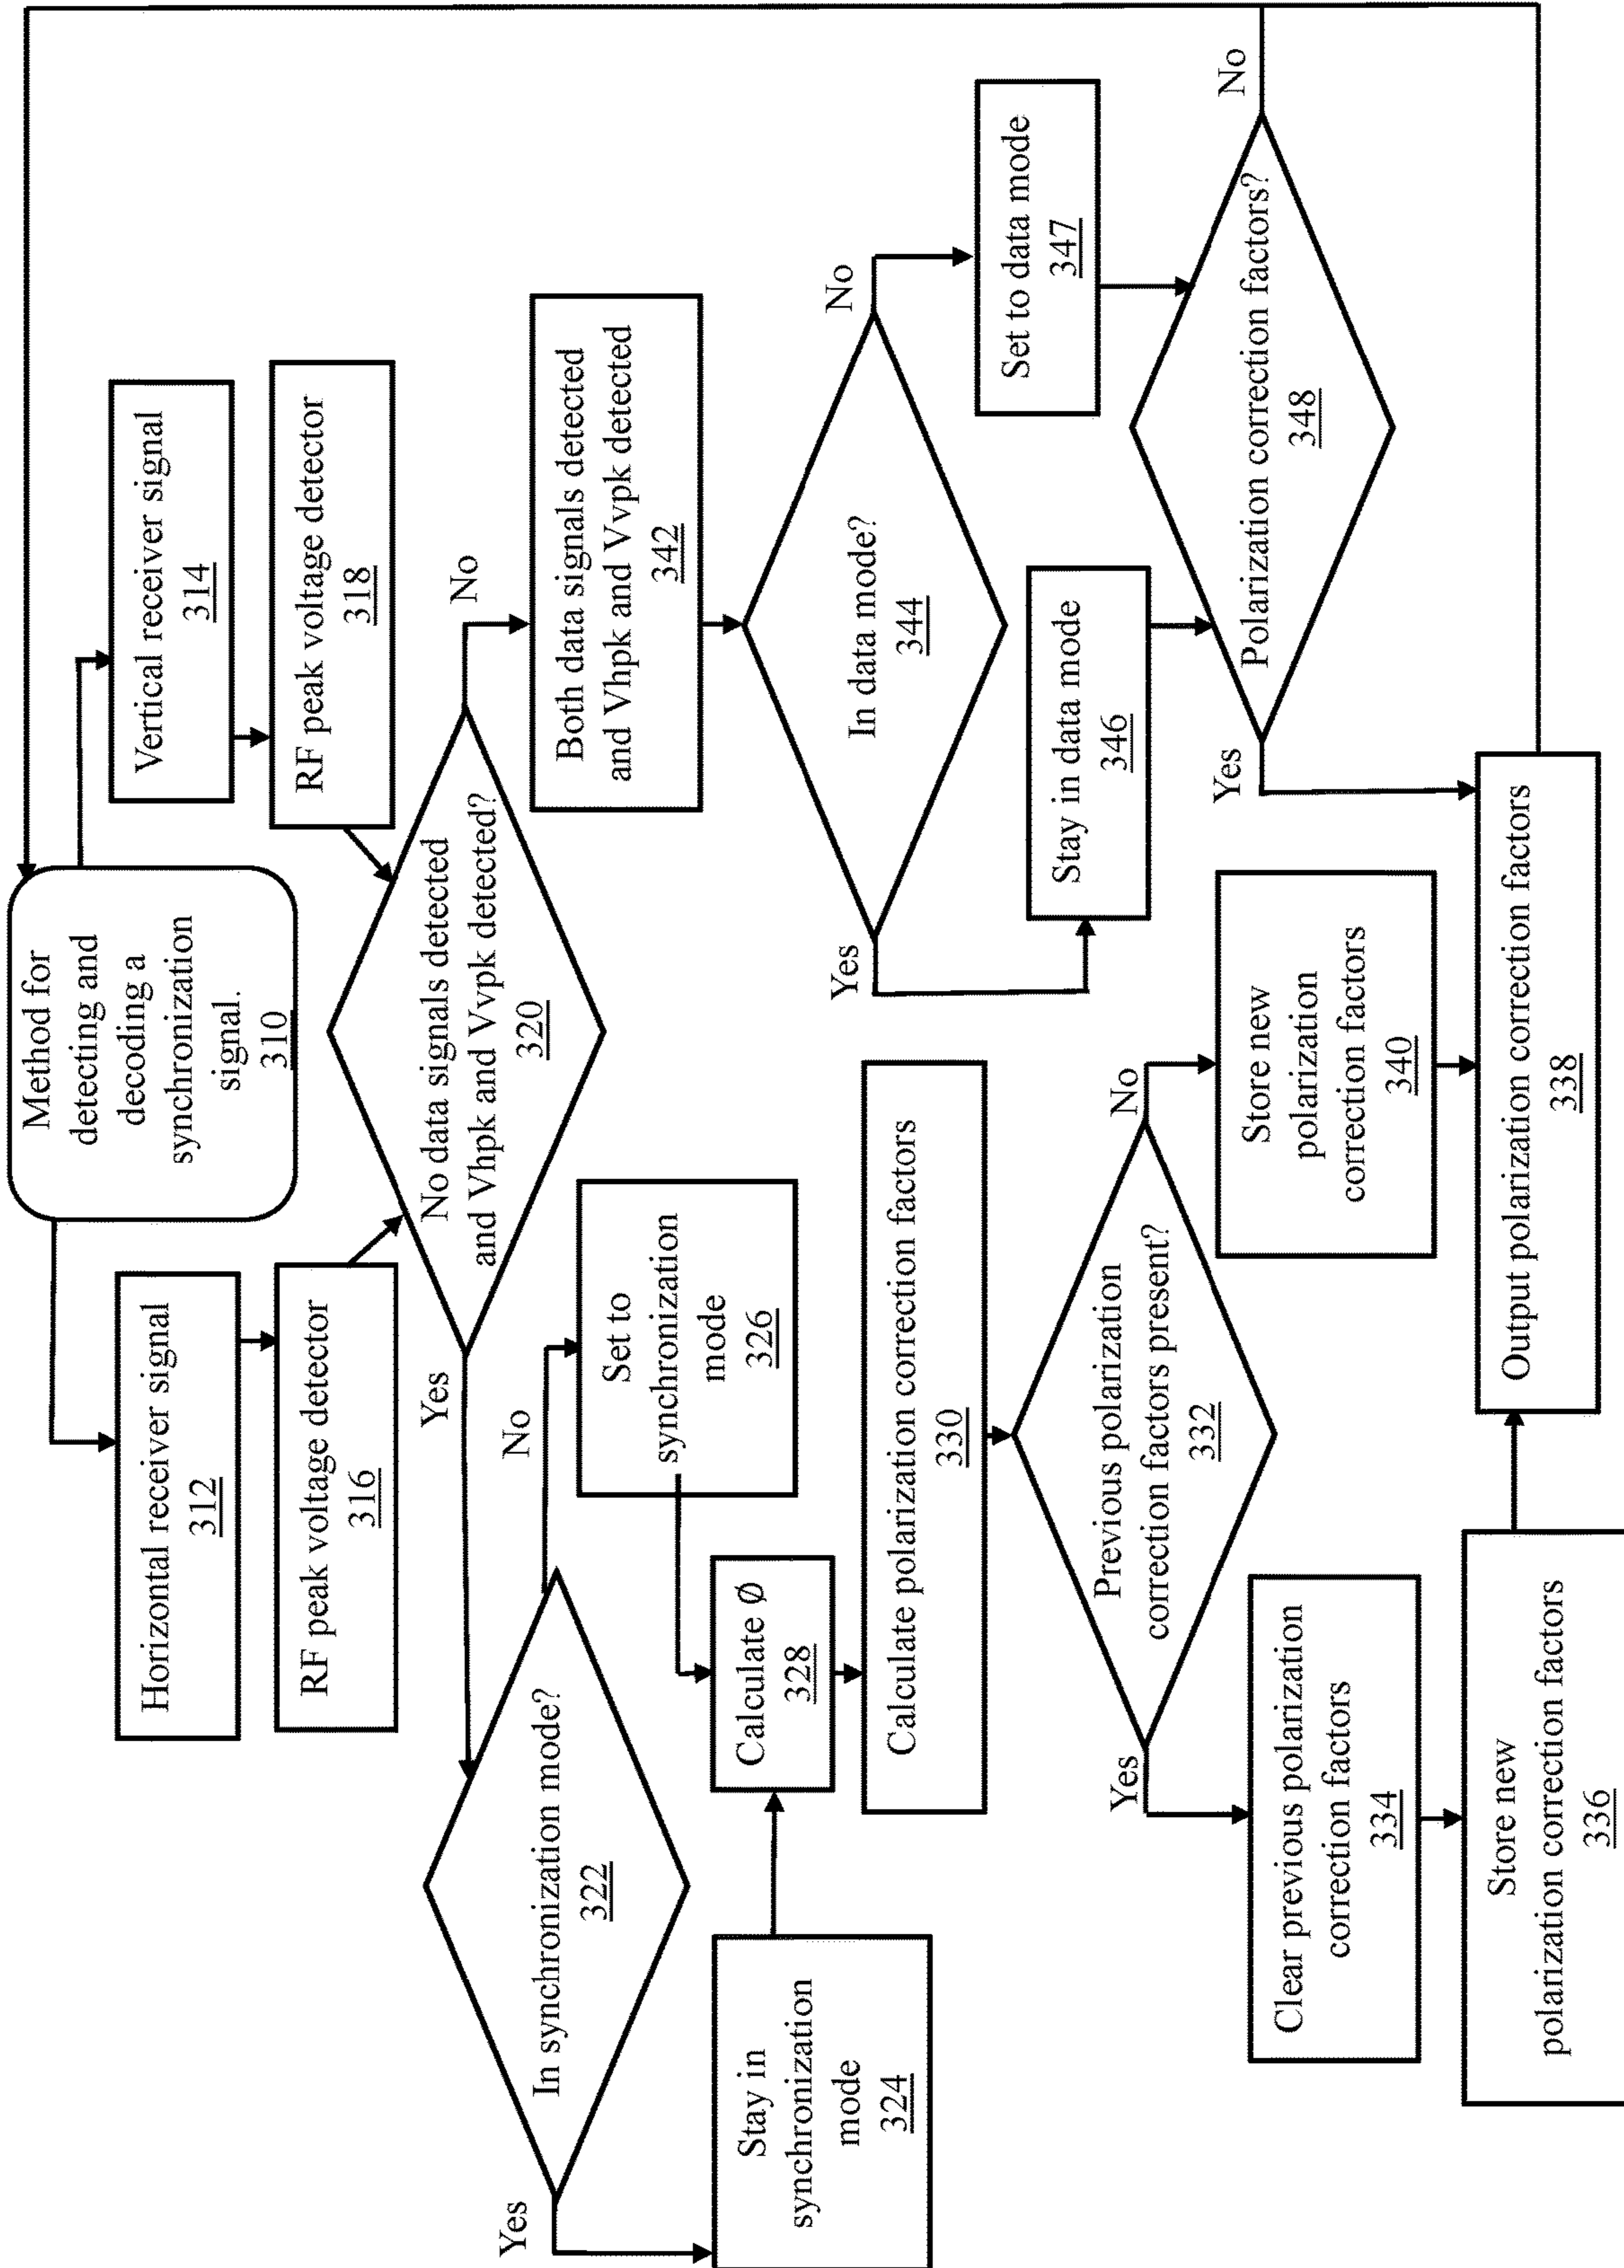 Method for
detecting and
decoding a
synchronization
signal.
310
Horizontal receiver signal
312
Vertical receiver signal
314
RF peak voltage detector
316
RF peak voltage detector
318
No data signals detected
and Vhpk and Vvpk detected?
320
Yes
No
In synchronization mode?
322
Yes
No
Stay in
synchronization
mode
324
Set to
synchronization
mode
326
Calculate Ø
328
Calculate polarization correction factors
330
Previous polarization
correction factors present?
332
Yes
No
Clear previous polarization
correction factors
334
Store new
polarization correction factors
336
Store new
polarization
correction factors
340
Output polarization correction factors
338
Both data signals detected
and Vhpk and Vvpk detected
342
In data mode?
344
Yes
No
Stay in data mode
346
Set to data mode
347
Polarization correction factors?
348
Yes
No